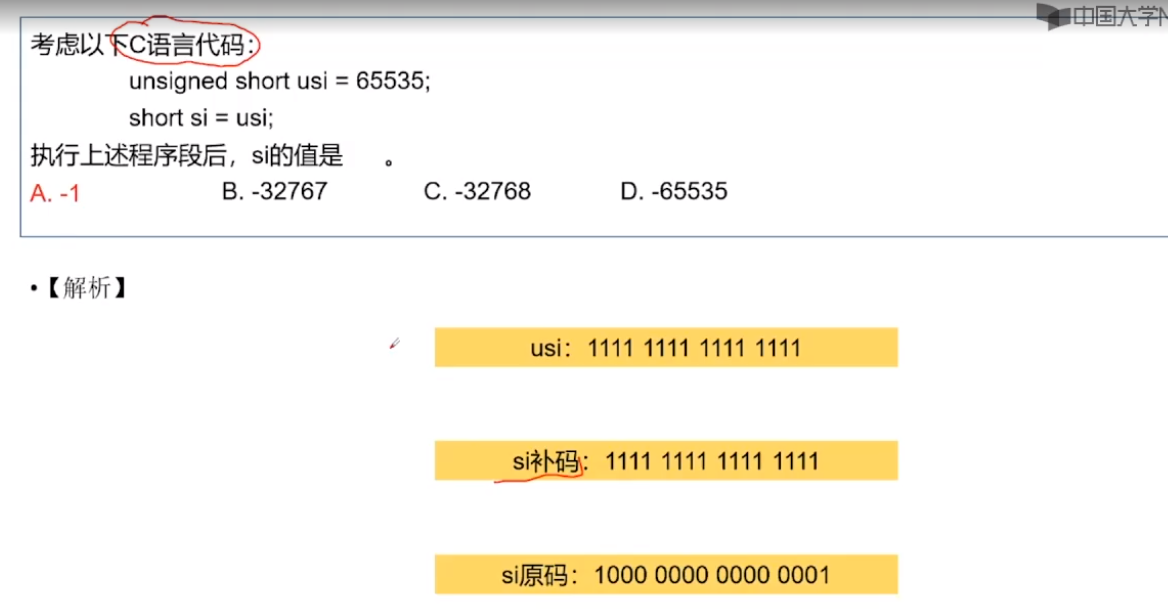 中国大学M
考虑以下C语言代码：
unsigned short usi = 65535;
short si = usi;
执行上述程序段后，si的值是 。
A. -1 B. -32767 C. -32768 D. -65535
•【解析】
usi：1111 1111 1111 1111
si补码：1111 1111 1111 1111
si原码：1000 0000 0000 0001